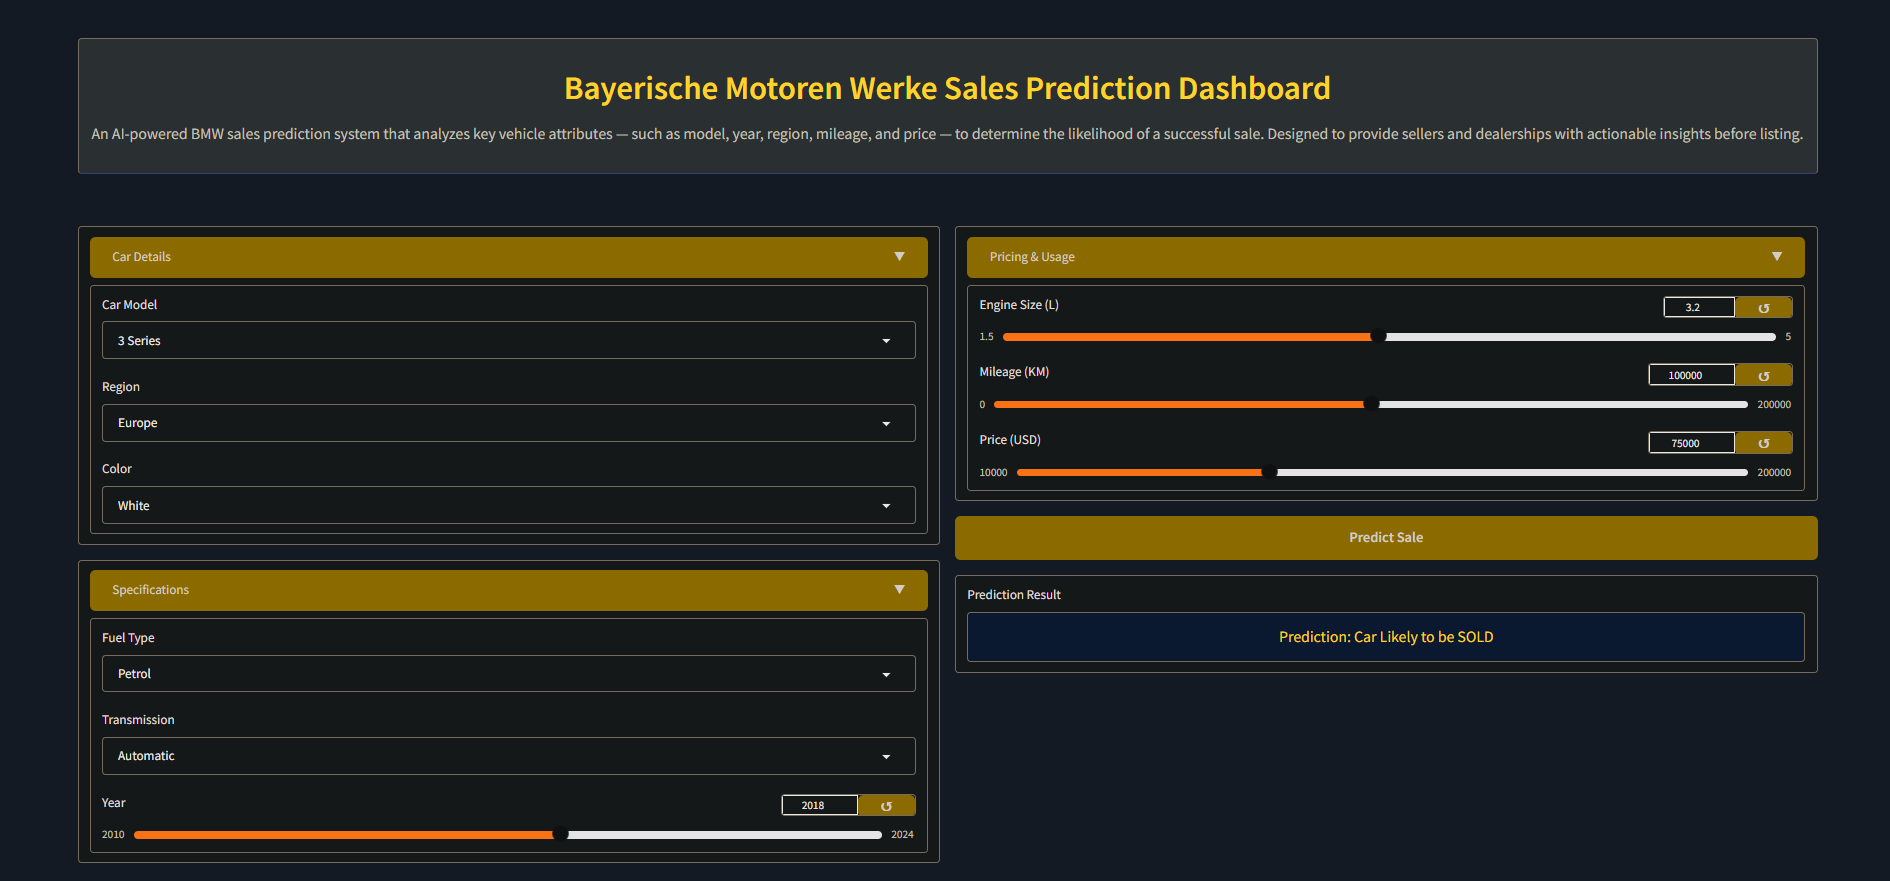 Bayerische Motoren Werke Sales Prediction Dashboard
An AI-powered BMW sales prediction system that analyzes key vehicle attributes — such as model, year, region, mileage, and price — to determine the likelihood of a successful sale. Designed to provide sellers and dealerships with actionable insights before listing.
Car Details ▼
Car Model
3 Series
Region
Europe
Color
White
Specifications ▼
Fuel Type
Petrol
Transmission
Automatic
Year 2018 ↺
2010 2024
Pricing & Usage ▼
Engine Size (L) 3.2 ↺
1.5 5
Mileage (KM) 100000 ↺
0 200000
Price (USD) 75000 ↺
10000 200000
Predict Sale
Prediction Result
Prediction: Car Likely to be SOLD